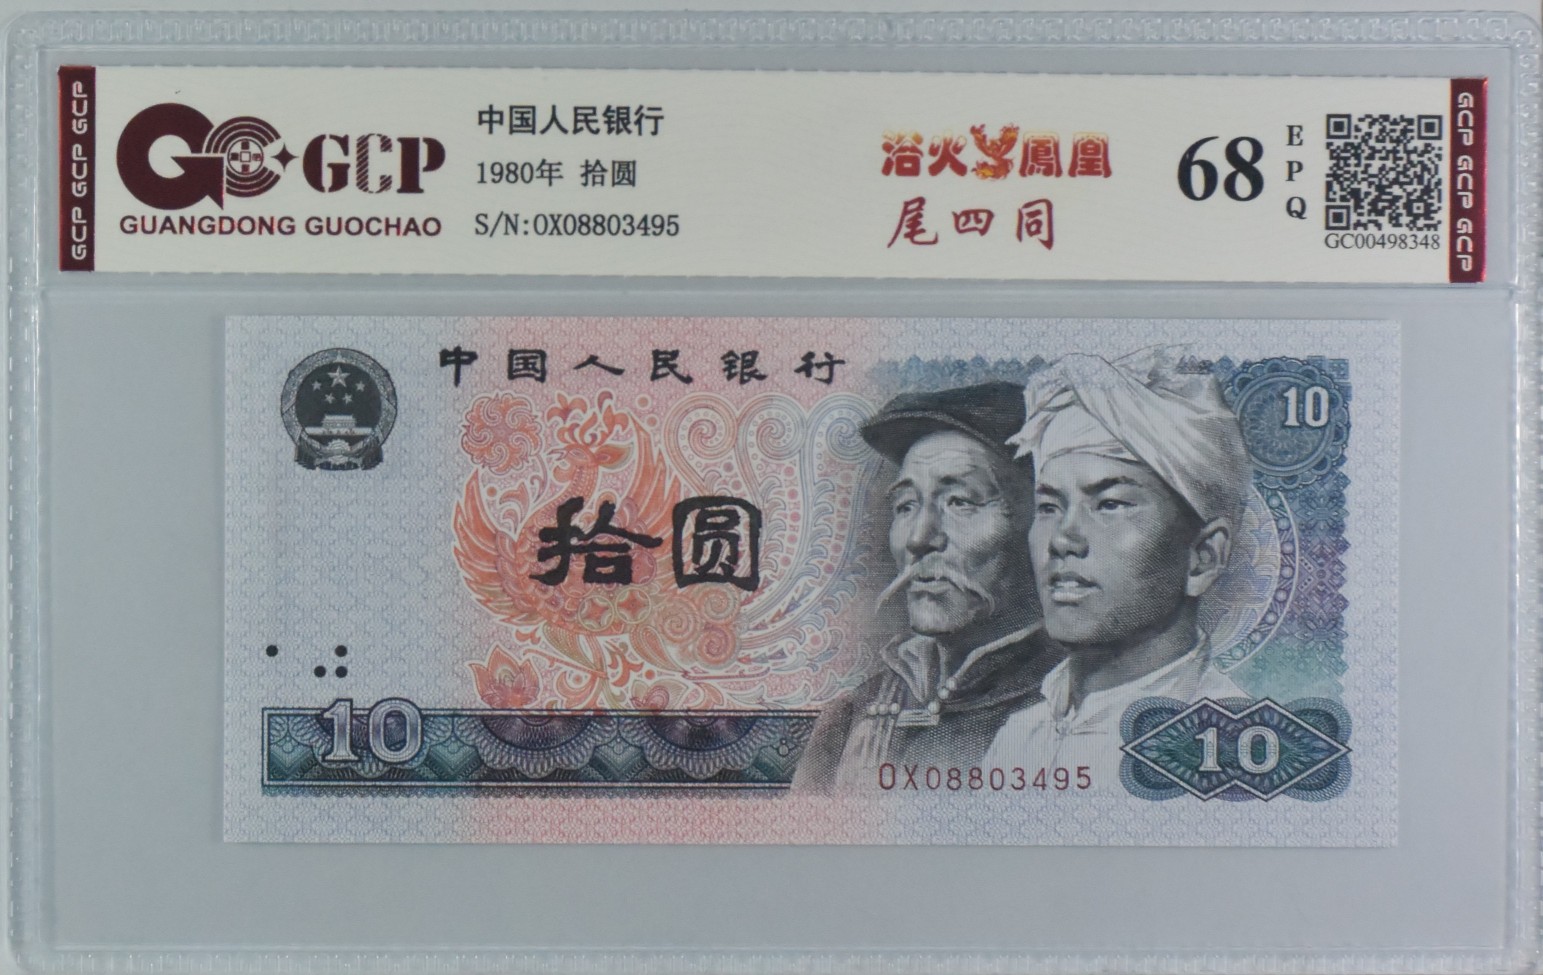 GCP GCP GCP
GCP
GUANGDONG GUOCHAO
中国人民银行
1980年 拾圆
S/N:OX08803495
浴火鳳凰
尾四同
68
EPQ
GC00498348
GCP GCP GCP
中国人民银行
10
拾圆
10
OX08803495
10